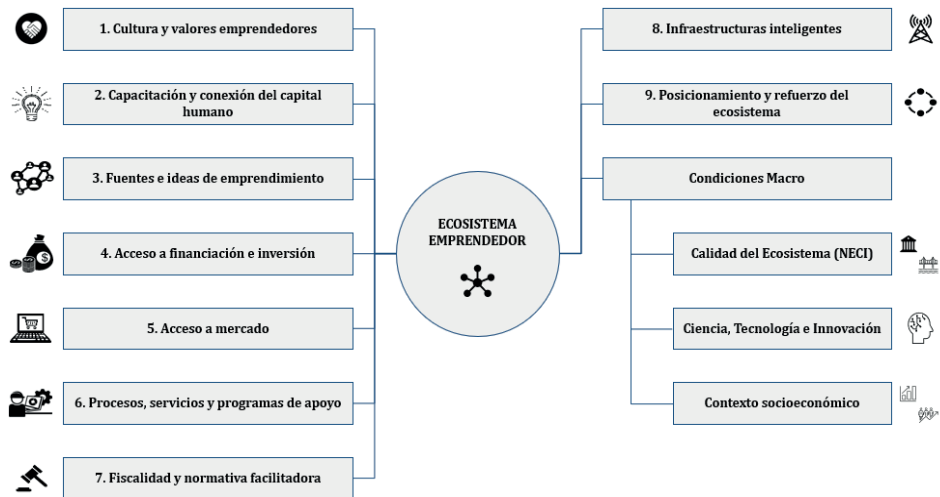 1. Cultura y valores emprendedores
2. Capacitación y conexión del capital
humano
3. Fuentes e ideas de emprendimiento
4. Acceso a financiación e inversión
5. Acceso a mercado
6. Procesos, servicios y programas de apoyo
7. Fiscalidad y normativa facilitadora
ECOSISTEMA
EMPRENDEDOR
8. Infraestructuras inteligentes
9. Posicionamiento y refuerzo del
ecosistema
Condiciones Macro
Calidad del Ecosistema (NECI)
Ciencia, Tecnología e Innovación
Contexto socioeconómico